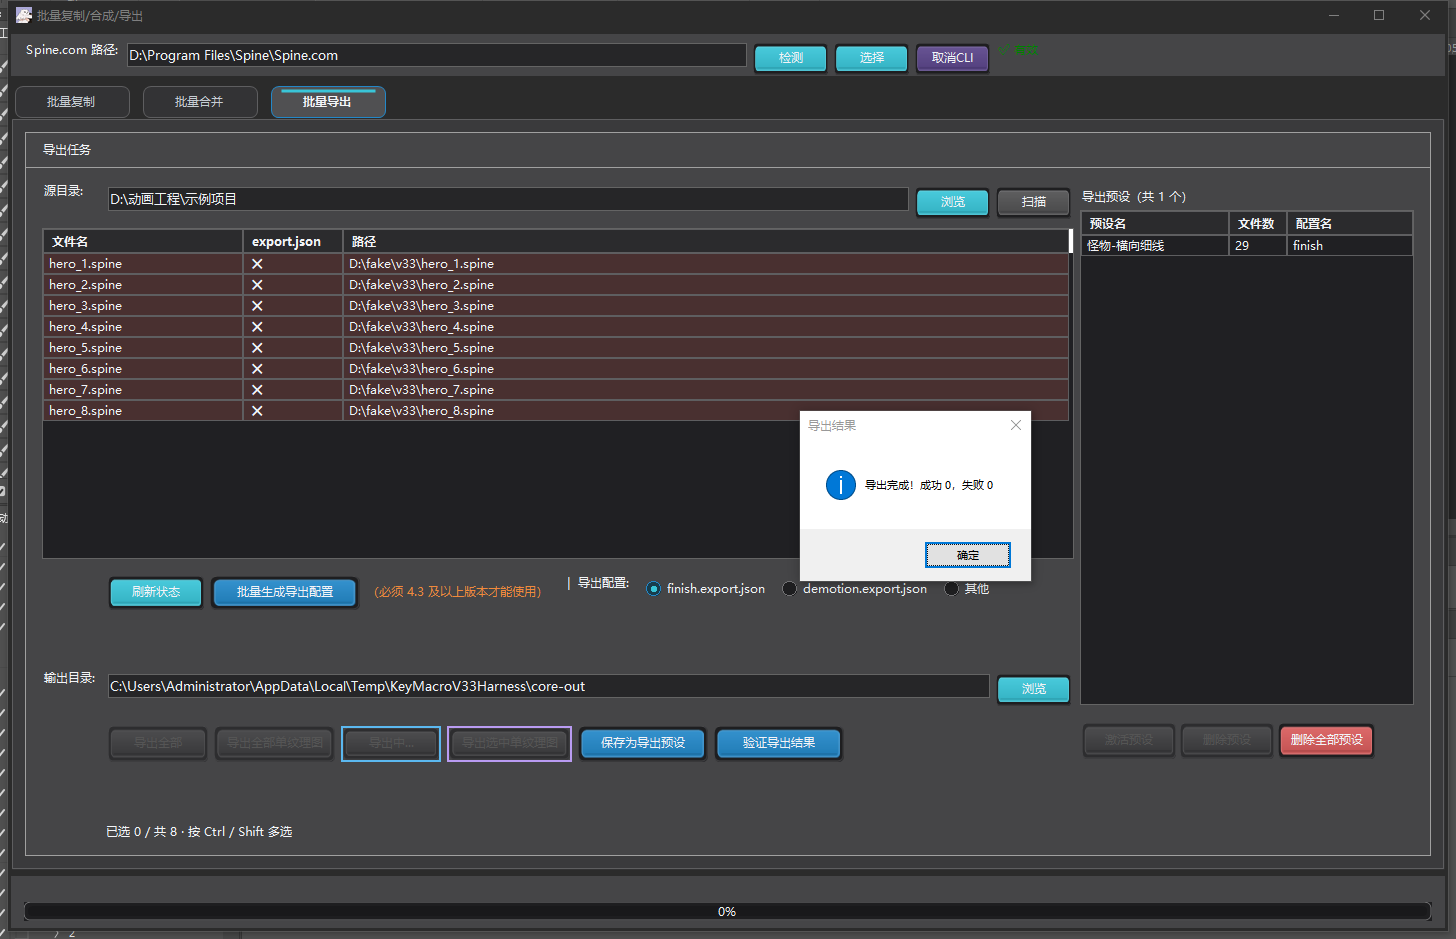 批量复制/合成/导出
Spine.com 路径:
D:\Program Files\Spine\Spine.com
检测
选择
取消CLI
批量复制
批量合并
批量导出
导出任务
源目录:
D:\动画工程\示例项目
浏览
扫描
文件名 export.json 路径
hero_1.spine ✕ D:\fake\v33\hero_1.spine
hero_2.spine ✕ D:\fake\v33\hero_2.spine
hero_3.spine ✕ D:\fake\v33\hero_3.spine
hero_4.spine ✕ D:\fake\v33\hero_4.spine
hero_5.spine ✕ D:\fake\v33\hero_5.spine
hero_6.spine ✕ D:\fake\v33\hero_6.spine
hero_7.spine ✕ D:\fake\v33\hero_7.spine
hero_8.spine ✕ D:\fake\v33\hero_8.spine
导出预设（共 1 个）
预设名 文件数 配置名
怪物-横向细线 29 finish
导出结果
导出完成！成功 0，失败 0
确定
刷新状态
批量生成导出配置
(必须 4.3 及以上版本才能使用)
| 导出配置:
finish.export.json
demotion.export.json
其他
输出目录:
C:\Users\Administrator\AppData\Local\Temp\KeyMacroV33Harness\core-out
浏览
导出全部
导出全部单纹理图
导出中...
导出选中单纹理图
保存为导出预设
验证导出结果
激活预设
删除预设
删除全部预设
已选 0 / 共 8 · 按 Ctrl / Shift 多选
0%